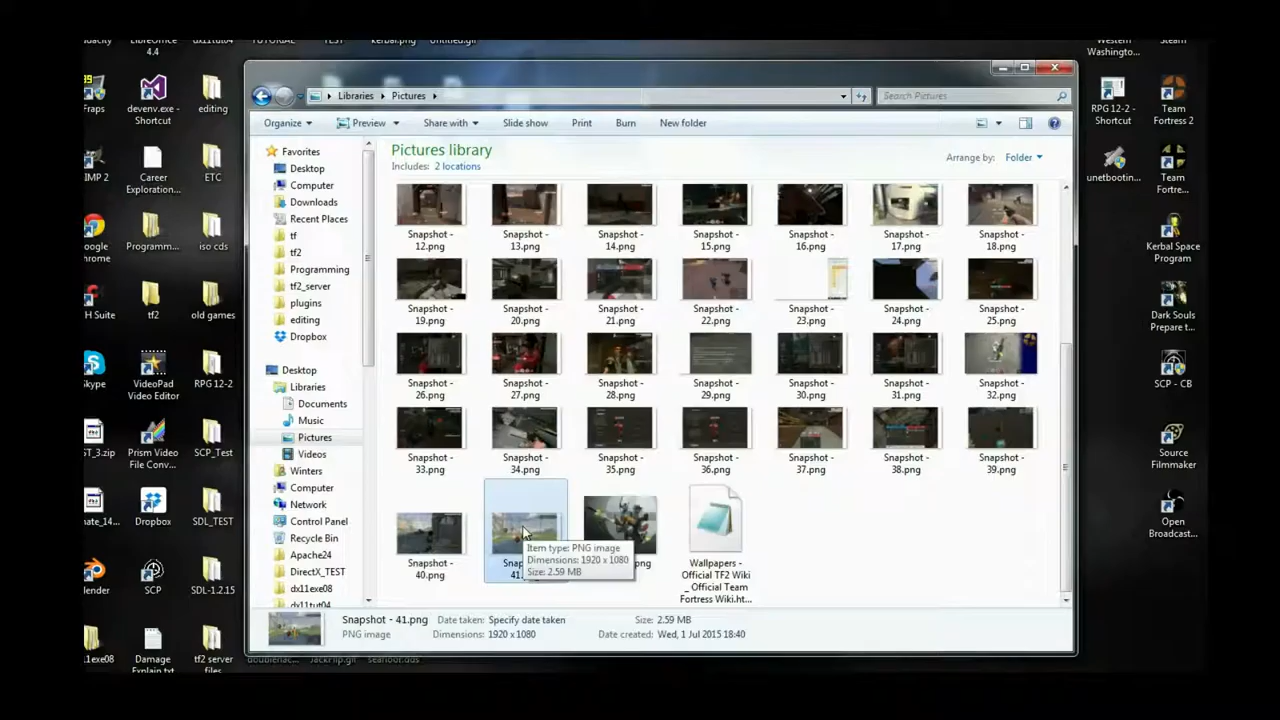 LibreOffice
4.4
dx11tut04
Western
Washingto...
Steam
Fraps
devenv.exe -
Shortcut
editing
Career
Exploration...
ETC
Programm...
iso cds
tf2
old games
Skype
VideoPad
Video Editor
RPG 12-2
Prism Video
File Conv...
SCP_Test
Dropbox
SDL_TEST
SCP
SDL-1.2.15
Damage
Explain.txt
tf2 server
files
Libraries
Pictures
Search Pictures
Organize
Preview
Share with
Slide show
Print
Burn
New folder
Favorites
Desktop
Computer
Downloads
Recent Places
tf
tf2
Programming
tf2_server
plugins
editing
Dropbox
Desktop
Libraries
Documents
Music
Pictures
Videos
Winters
Computer
Network
Control Panel
Recycle Bin
Apache24
DirectX_TEST
dx11exe08
dx11tut04
Pictures library
Includes: 2 locations
Arrange by: Folder
Snapshot -
12.png
Snapshot -
13.png
Snapshot -
14.png
Snapshot -
15.png
Snapshot -
16.png
Snapshot -
17.png
Snapshot -
18.png
Snapshot -
19.png
Snapshot -
20.png
Snapshot -
21.png
Snapshot -
22.png
Snapshot -
23.png
Snapshot -
24.png
Snapshot -
25.png
Snapshot -
26.png
Snapshot -
27.png
Snapshot -
28.png
Snapshot -
29.png
Snapshot -
30.png
Snapshot -
31.png
Snapshot -
32.png
Snapshot -
33.png
Snapshot -
34.png
Snapshot -
35.png
Snapshot -
36.png
Snapshot -
37.png
Snapshot -
38.png
Snapshot -
39.png
Snapshot -
40.png
Item type: PNG image
Dimensions: 1920 x 1080
Size: 2.59 MB
Wallpapers -
Official TF2 Wiki
_ Official Team
Fortress Wiki.ht...
Snapshot - 41.png
PNG image
Date taken: Specify date taken
Dimensions: 1920 x 1080
Size: 2.59 MB
Date created: Wed, 1 Jul 2015 18:40
RPG 12-2 -
Shortcut
Team
Fortress 2
unetbootin...
Team
Fortre...
Kerbal Space
Program
Dark Souls
Prepare t...
SCP - CB
Source
Filmmaker
Open
Broadcast...